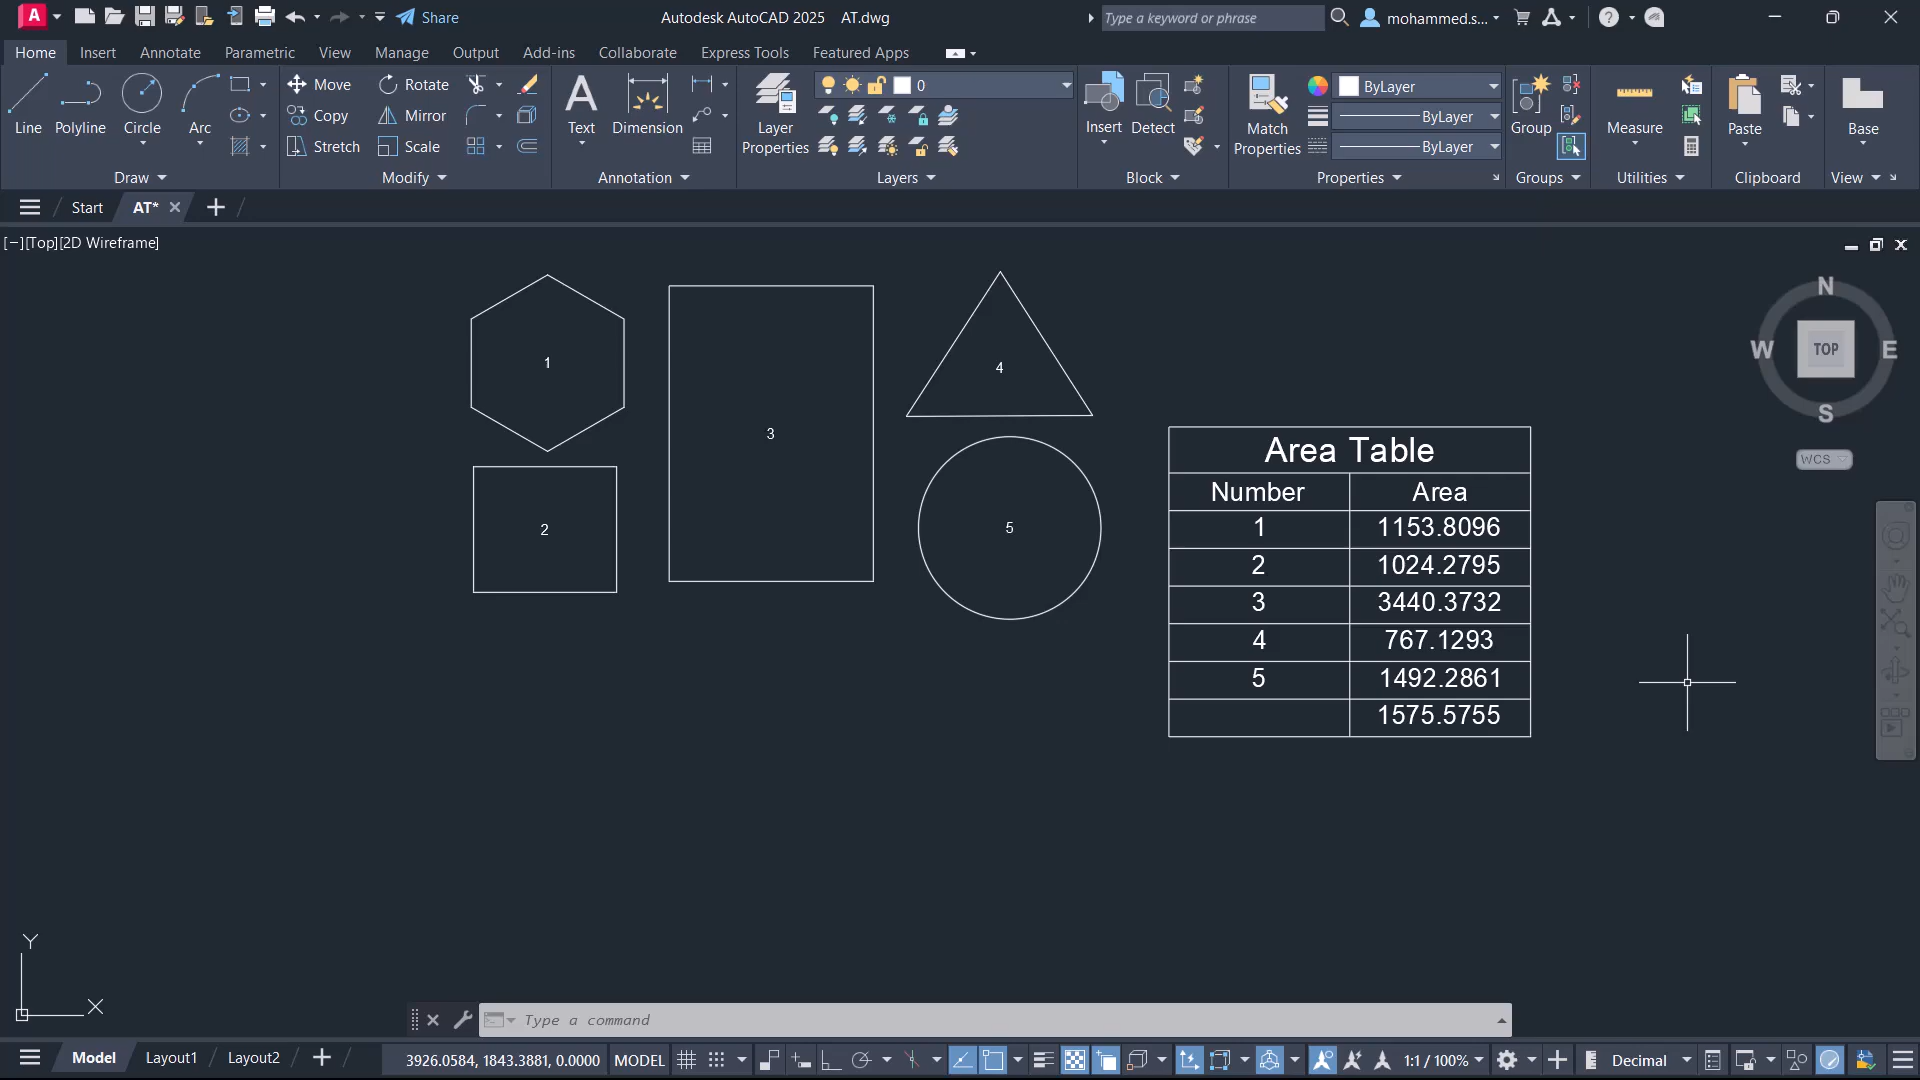 A Share Autodesk AutoCAD 2025 AT.dwg Type a keyword or phrase mohammed.s...
Home Insert Annotate Parametric View Manage Output Add-ins Collaborate Express Tools Featured Apps
Line Polyline Circle Arc
Move Rotate
Copy Mirror
Stretch Scale
A Text Dimension
Layer Properties
0
Insert Detect
Match Properties
ByLayer
ByLayer
ByLayer
Group
Measure
Paste
Base
Draw Modify Annotation Layers Block Properties Groups Utilities Clipboard View
Start AT*
[−][Top][2D Wireframe]
N
W TOP E
S
WCS
1
2
3
4
5
Area Table
Number Area
1 1153.8096
2 1024.2795
3 3440.3732
4 767.1293
5 1492.2861
1575.5755
Y
X
Type a command
Model Layout1 Layout2 3926.0584, 1843.3881, 0.0000 MODEL 1:1 / 100% Decimal